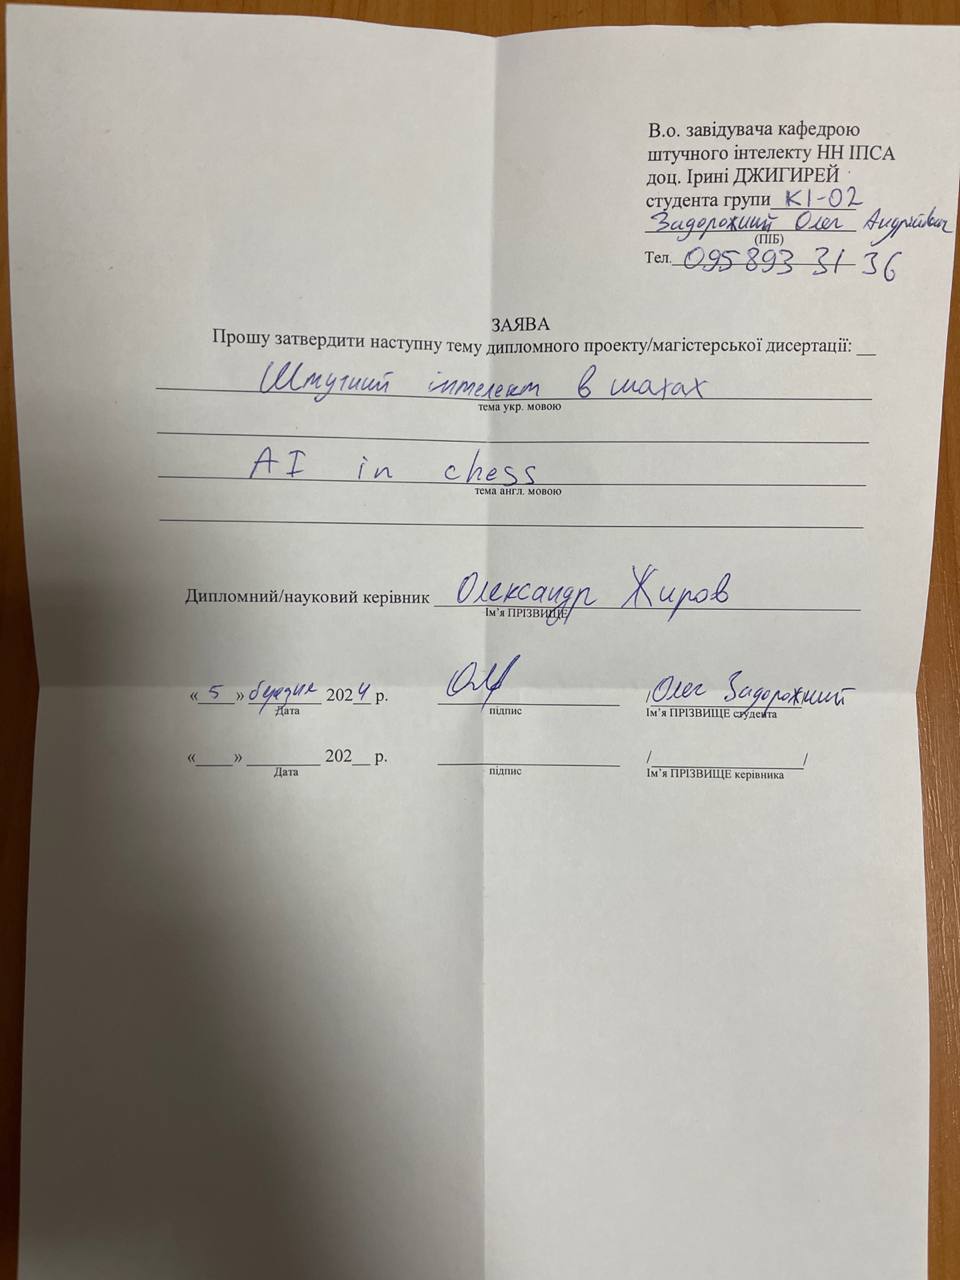 В.о. завідувача кафедрою
штучного інтелекту НН ІПСА
доц. Ірині ДЖИГИРЕЙ
студента групи КІ-02
Задорожний Олег Андрійович
(ПІБ)
Тел. 095 893 31 36
ЗАЯВА
Прошу затвердити наступну тему дипломного проекту/магістерської дисертації: __
Штучний інтелект в шахах
тема укр. мовою
AI in chess
тема англ. мовою
Дипломний/науковий керівник Олександр Жиров
Ім’я ПРІЗВИЩЕ
« 5 » 2024 р. /Олег Задорожний
Дата підпис Ім’я ПРІЗВИЩЕ студента
«____» ________ 202__ р. ____________ /____________/
Дата підпис Ім’я ПРІЗВИЩЕ керівника